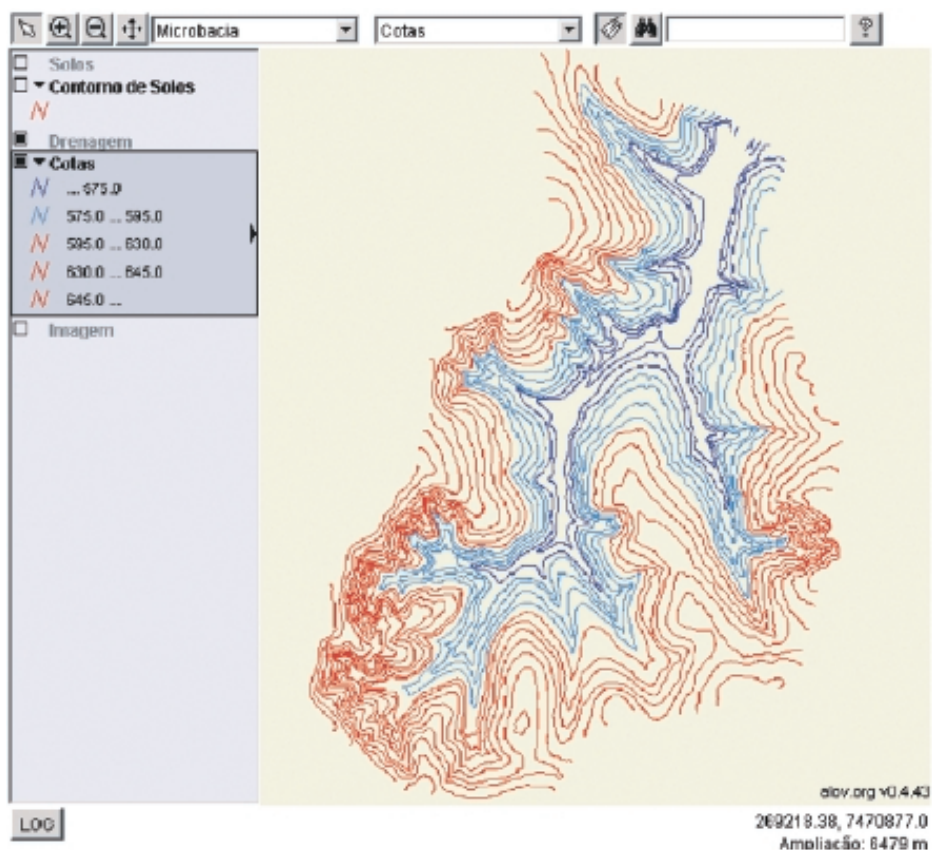 Microbacia Cotas
Solos
Contorno de Solos
Drenagem
Cotas
... 575.0
575.0 ... 595.0
595.0 ... 630.0
630.0 ... 645.0
645.0 ...
Imagem
alov.org v0.4.43
LOG
269218.38, 7470877.0
Ampliação: 6479 m